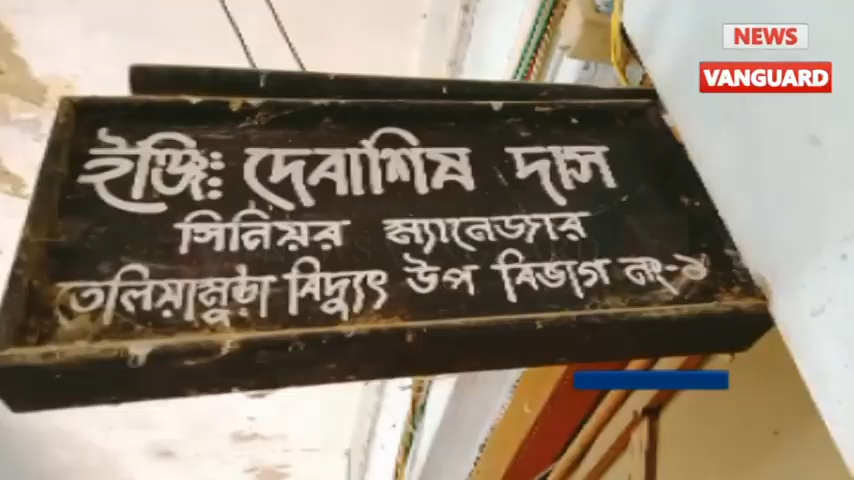 NEWS
VANGUARD
ইঞ্জিঃ দেবাশিষ দাস
সিনিয়র ম্যানেজার
তেলিয়ামুড়া বিদ্যুৎ উপ বিভাগ নং-১